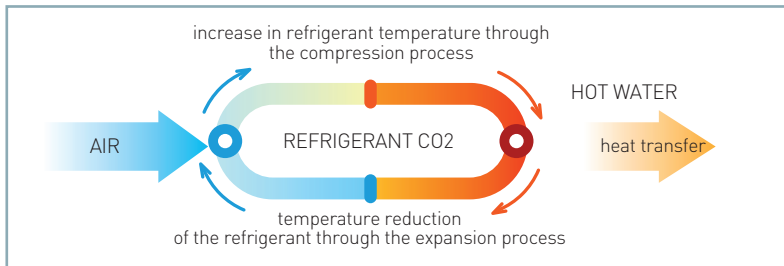 increase in refrigerant temperature through
the compression process
HOT WATER
AIR
REFRIGERANT CO2
heat transfer
temperature reduction
of the refrigerant through the expansion process